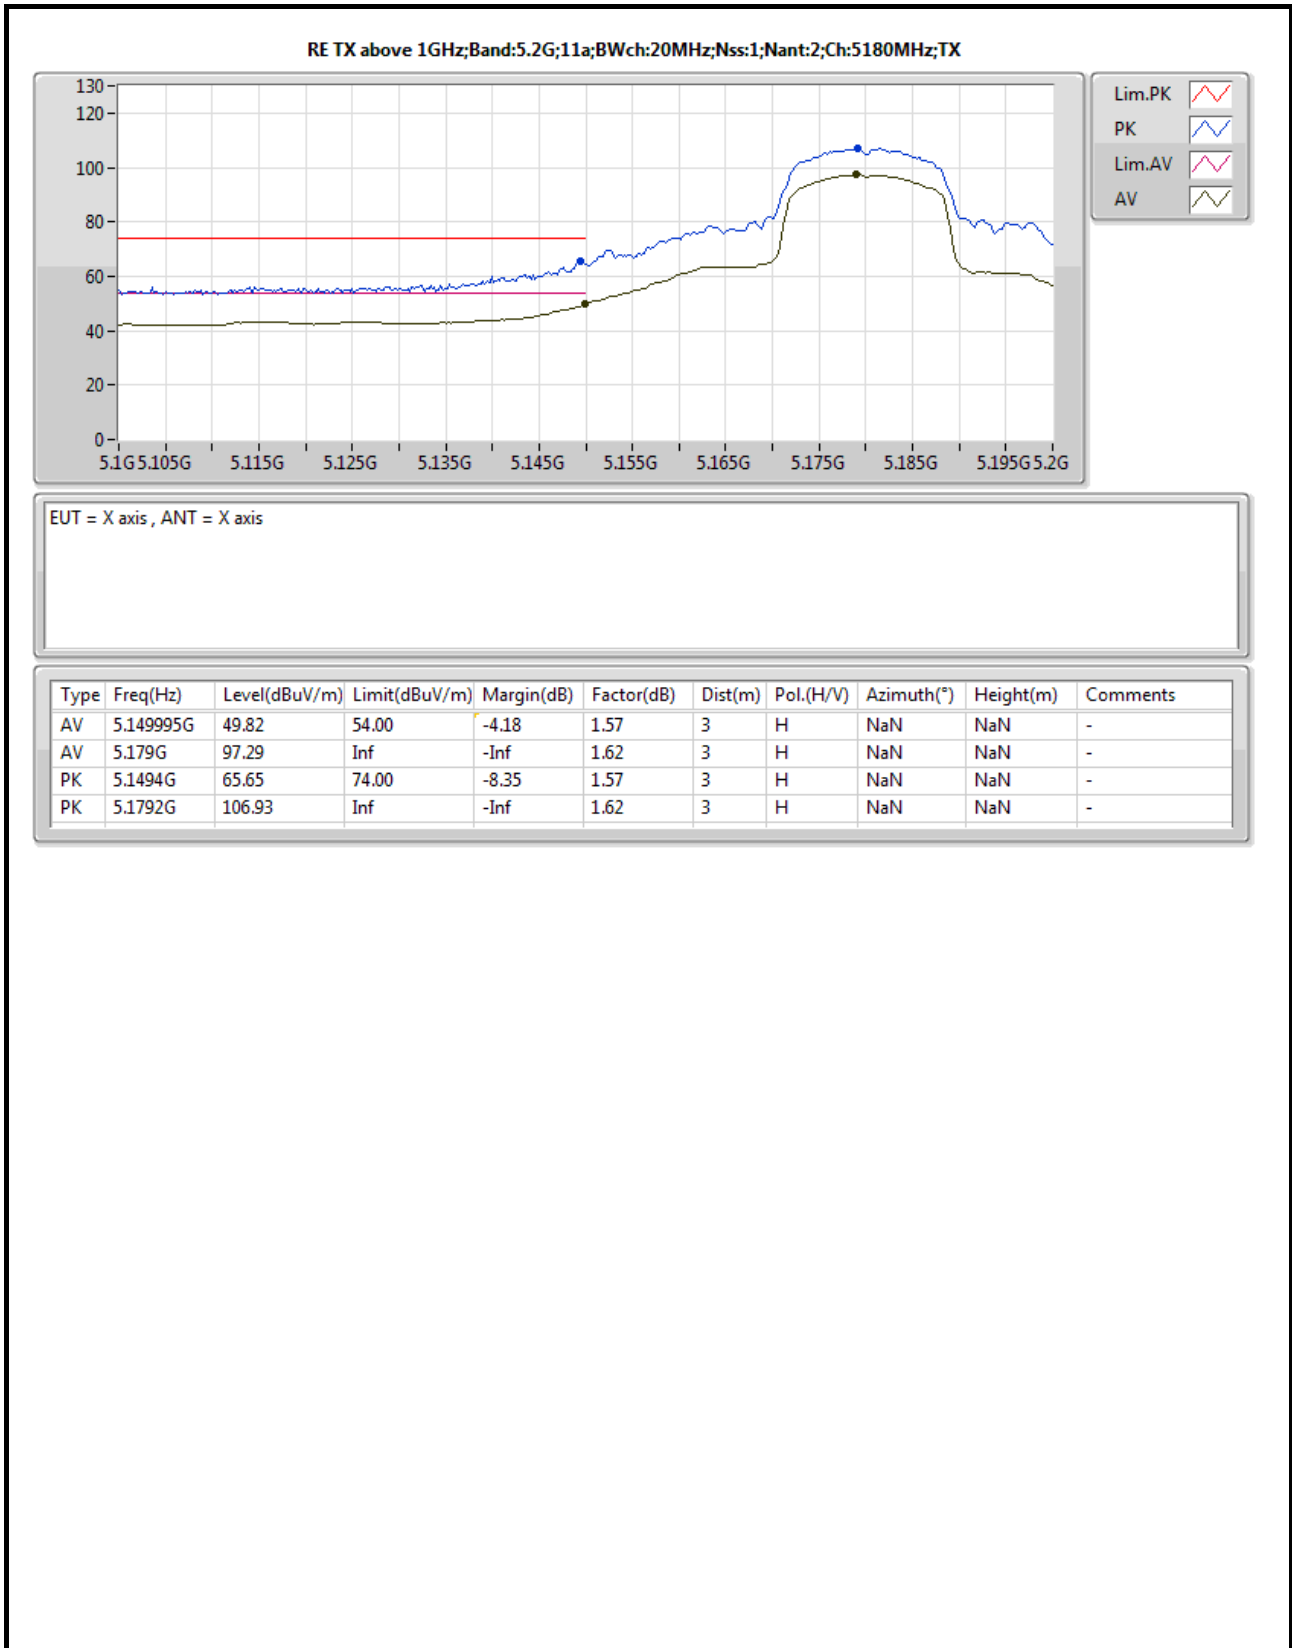 RE TX above 1GHz;Band:5.2G;11a;BWch:20MHz;Nss:1;Nant:2;Ch:5180MHz;TX
130
120
100
80
60
40
20
0
5.1G 5.105G 5.115G 5.125G 5.135G 5.145G 5.155G 5.165G 5.175G 5.185G 5.195G 5.2G
Lim.PK
PK
Lim.AV
AV
EUT = X axis , ANT = X axis
Type Freq(Hz) Level(dBuV/m) Limit(dBuV/m) Margin(dB) Factor(dB) Dist(m) Pol.(H/V) Azimuth(°) Height(m) Comments
AV 5.149995G 49.82 54.00 -4.18 1.57 3 H NaN NaN -
AV 5.179G 97.29 Inf -Inf 1.62 3 H NaN NaN -
PK 5.1494G 65.65 74.00 -8.35 1.57 3 H NaN NaN -
PK 5.1792G 106.93 Inf -Inf 1.62 3 H NaN NaN -